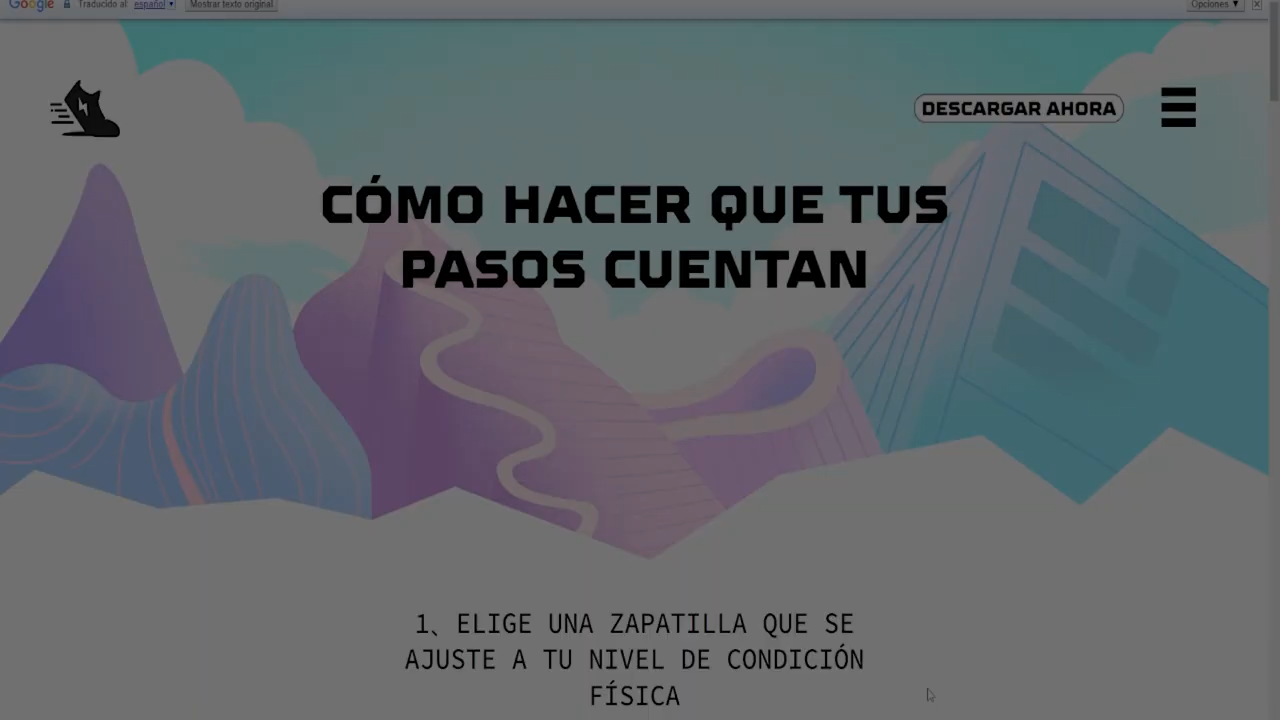 Google Traducido al: español ▼ Mostrar texto original Opciones ▼
DESCARGAR AHORA
CÓMO HACER QUE TUS
PASOS CUENTAN
1、ELIGE UNA ZAPATILLA QUE SE
AJUSTE A TU NIVEL DE CONDICIÓN
FÍSICA